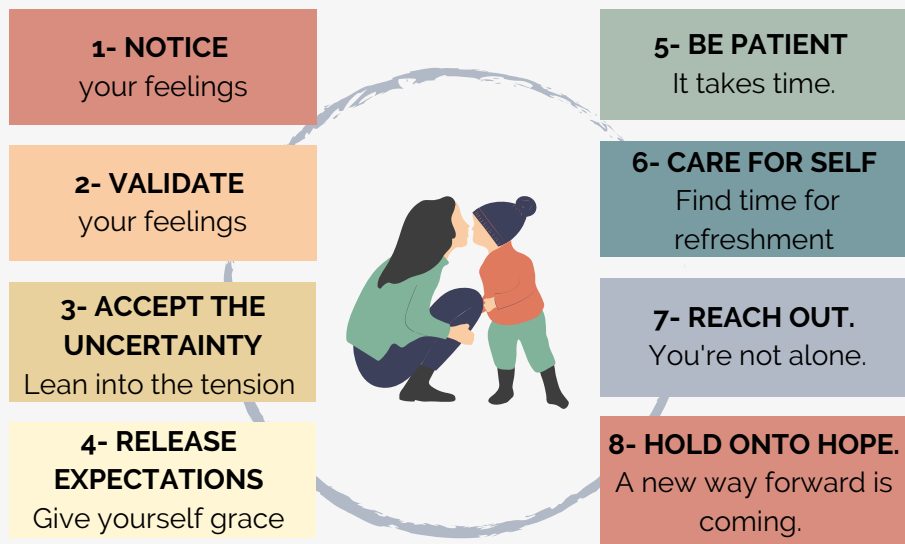 1- NOTICE
your feelings
2- VALIDATE
your feelings
3- ACCEPT THE
UNCERTAINTY
Lean into the tension
4- RELEASE
EXPECTATIONS
Give yourself grace
5- BE PATIENT
It takes time.
6- CARE FOR SELF
Find time for
refreshment
7- REACH OUT.
You're not alone.
8- HOLD ONTO HOPE.
A new way forward is
coming.